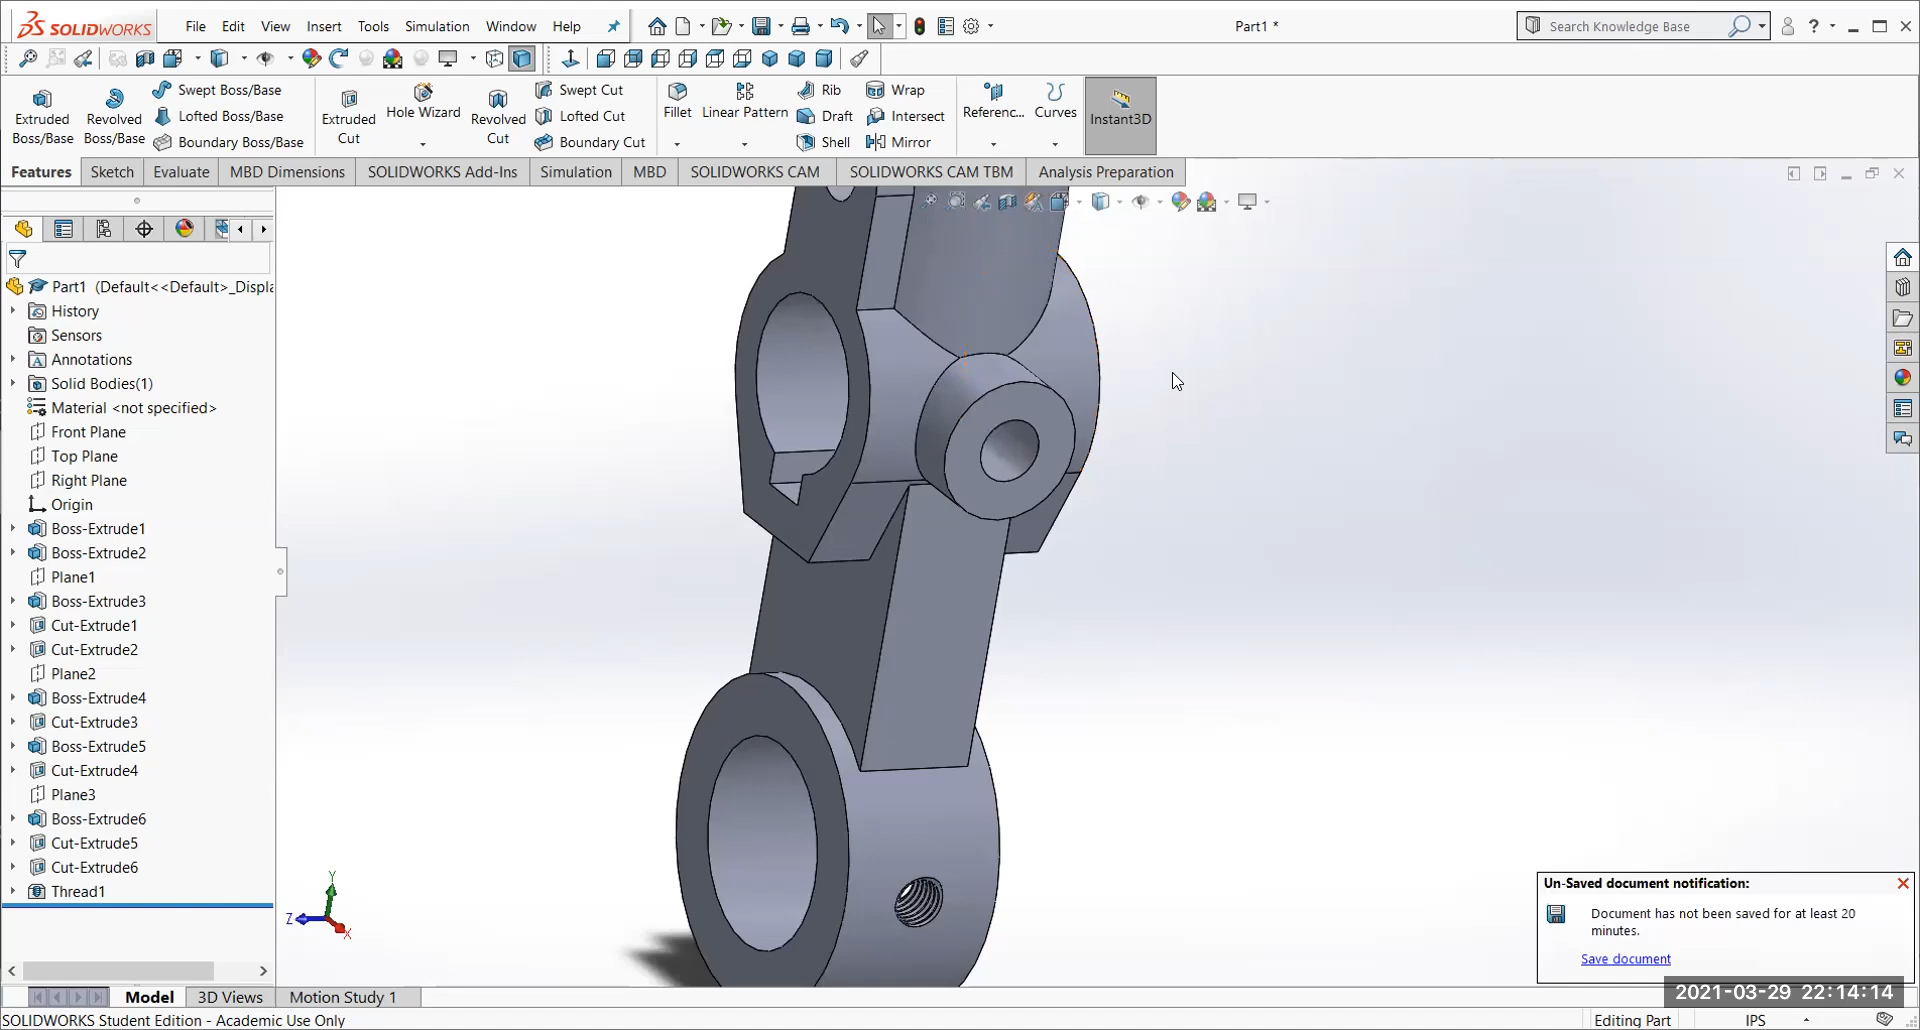 SOLIDWORKS
File Edit View Insert Tools Simulation Window Help
Part1 *
Search Knowledge Base
?
Extruded Boss/Base
Revolved Boss/Base
Swept Boss/Base
Lofted Boss/Base
Boundary Boss/Base
Extruded Cut
Hole Wizard
Revolved Cut
Swept Cut
Lofted Cut
Boundary Cut
Fillet
Linear Pattern
Rib
Draft
Shell
Wrap
Intersect
Mirror
Referenc...
Curves
Instant3D
Features Sketch Evaluate MBD Dimensions SOLIDWORKS Add-Ins Simulation MBD SOLIDWORKS CAM SOLIDWORKS CAM TBM Analysis Preparation
Part1 (Default<<Default>_Displa
History
Sensors
Annotations
Solid Bodies(1)
Material <not specified>
Front Plane
Top Plane
Right Plane
Origin
Boss-Extrude1
Boss-Extrude2
Plane1
Boss-Extrude3
Cut-Extrude1
Cut-Extrude2
Plane2
Boss-Extrude4
Cut-Extrude3
Boss-Extrude5
Cut-Extrude4
Plane3
Boss-Extrude6
Cut-Extrude5
Cut-Extrude6
Thread1
Y
Z
X
Un-Saved document notification:
Document has not been saved for at least 20
minutes.
Save document
2021-03-29 22:14:14
Model 3D Views Motion Study 1
SOLIDWORKS Student Edition - Academic Use Only
Editing Part IPS